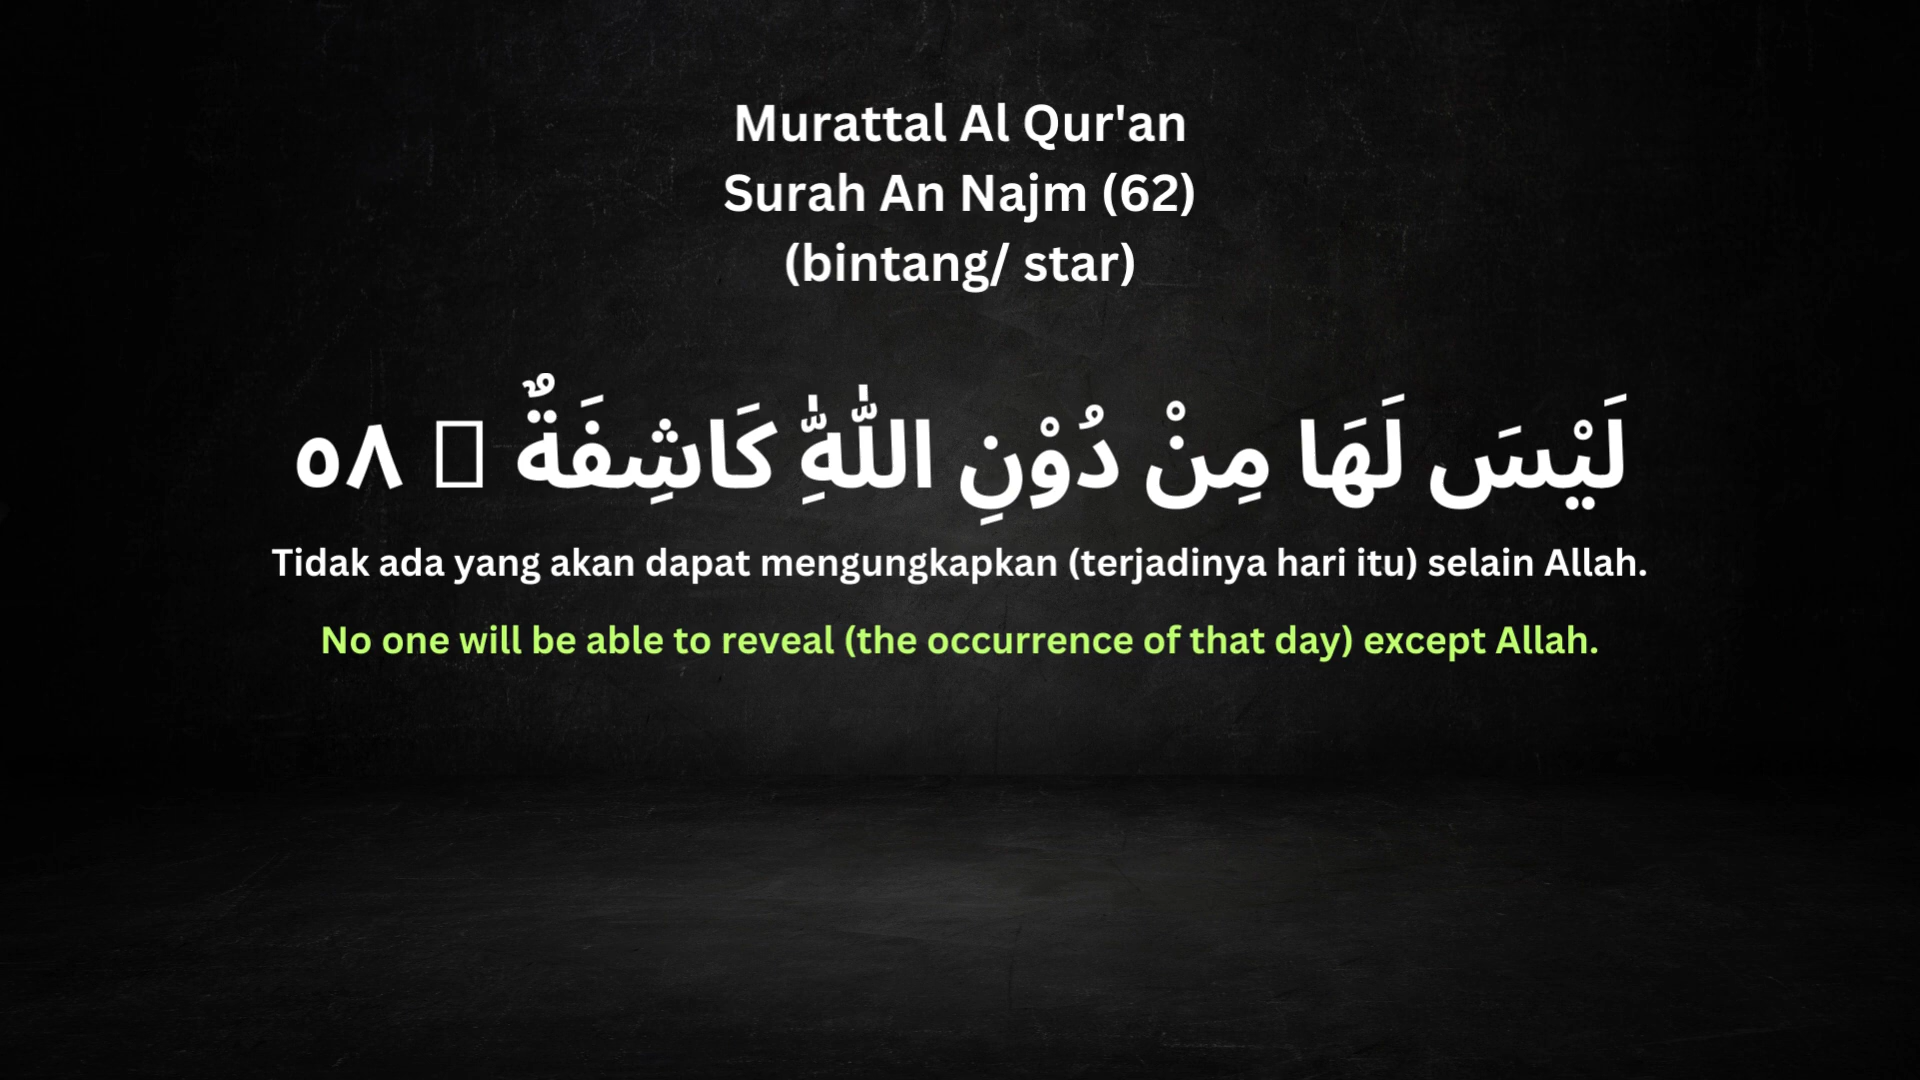 Murattal Al Qur'an
Surah An Najm (62)
(bintang/ star)
لَيْسَ لَهَا مِنْ دُوْنِ اللّٰهِ كَاشِفَةٌ ۗ ٥٨
Tidak ada yang akan dapat mengungkapkan (terjadinya hari itu) selain Allah.
No one will be able to reveal (the occurrence of that day) except Allah.